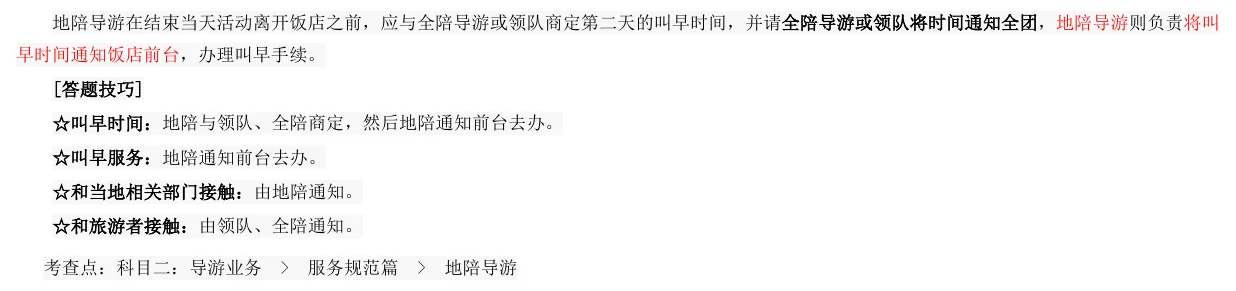 地陪导游在结束当天活动离开饭店之前，应与全陪导游或领队商定第二天的叫早时间，并请全陪导游或领队将时间通知全团，地陪导游则负责将叫
早时间通知饭店前台，办理叫早手续。
[答题技巧]
☆叫早时间：地陪与领队、全陪商定，然后地陪通知前台去办。
☆叫早服务：地陪通知前台去办。
☆和当地相关部门接触：由地陪通知。
☆和旅游者接触：由领队、全陪通知。
考查点：科目二：导游业务 > 服务规范篇 > 地陪导游